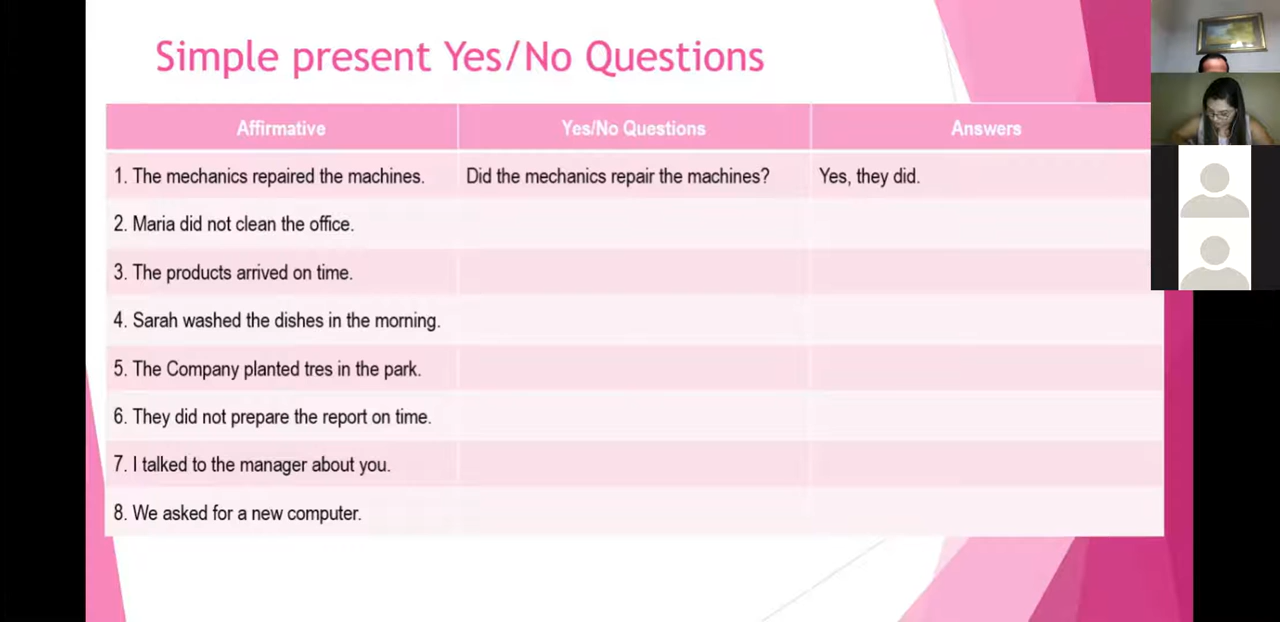 Simple present Yes/No Questions
Affirmative Yes/No Questions Answers
1. The mechanics repaired the machines. Did the mechanics repair the machines? Yes, they did.
2. Maria did not clean the office.
3. The products arrived on time.
4. Sarah washed the dishes in the morning.
5. The Company planted tres in the park.
6. They did not prepare the report on time.
7. I talked to the manager about you.
8. We asked for a new computer.